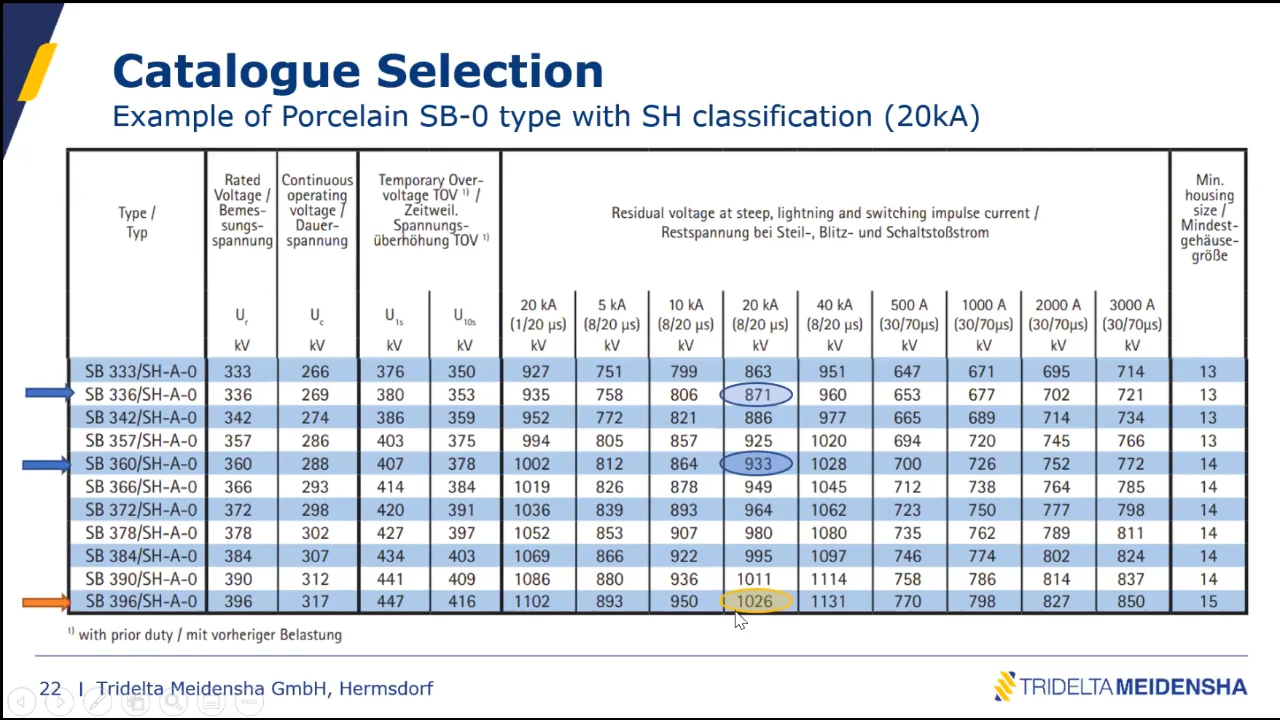 Catalogue Selection
Example of Porcelain SB-0 type with SH classification (20kA)
Type /
Typ
Rated
Voltage /
Bemes-
sungs-
spannung
Continuous
operating
voltage /
Dauer-
spannung
Temporary Over-
voltage TOV ¹⁾ /
Zeitweil.
Spannungs-
überhöhung TOV ¹⁾
Residual voltage at steep, lightning and switching impulse current /
Restspannung bei Steil-, Blitz- und Schaltstoßstrom
Min.
housing
size /
Mindest-
gehäuse-
größe
Ur Uc U1s U10s 20 kA 5 kA 10 kA 20 kA 40 kA 500 A 1000 A 2000 A 3000 A
(1/20 µs) (8/20 µs) (8/20 µs) (8/20 µs) (8/20 µs) (30/70µs) (30/70µs) (30/70µs) (30/70µs)
kV kV kV kV kV kV kV kV kV kV kV kV kV
SB 333/SH-A-0 333 266 376 350 927 751 799 863 951 647 671 695 714 13
SB 336/SH-A-0 336 269 380 353 935 758 806 871 960 653 677 702 721 13
SB 342/SH-A-0 342 274 386 359 952 772 821 886 977 665 689 714 734 13
SB 357/SH-A-0 357 286 403 375 994 805 857 925 1020 694 720 745 766 13
SB 360/SH-A-0 360 288 407 378 1002 812 864 933 1028 700 726 752 772 14
SB 366/SH-A-0 366 293 414 384 1019 826 878 949 1045 712 738 764 785 14
SB 372/SH-A-0 372 298 420 391 1036 839 893 964 1062 723 750 777 798 14
SB 378/SH-A-0 378 302 427 397 1052 853 907 980 1080 735 762 789 811 14
SB 384/SH-A-0 384 307 434 403 1069 866 922 995 1097 746 774 802 824 14
SB 390/SH-A-0 390 312 441 409 1086 880 936 1011 1114 758 786 814 837 14
SB 396/SH-A-0 396 317 447 416 1102 893 950 1026 1131 770 798 827 850 15
¹⁾ with prior duty / mit vorheriger Belastung
22 | Tridelta Meidensha GmbH, Hermsdorf
TRIDELTA MEIDENSHA